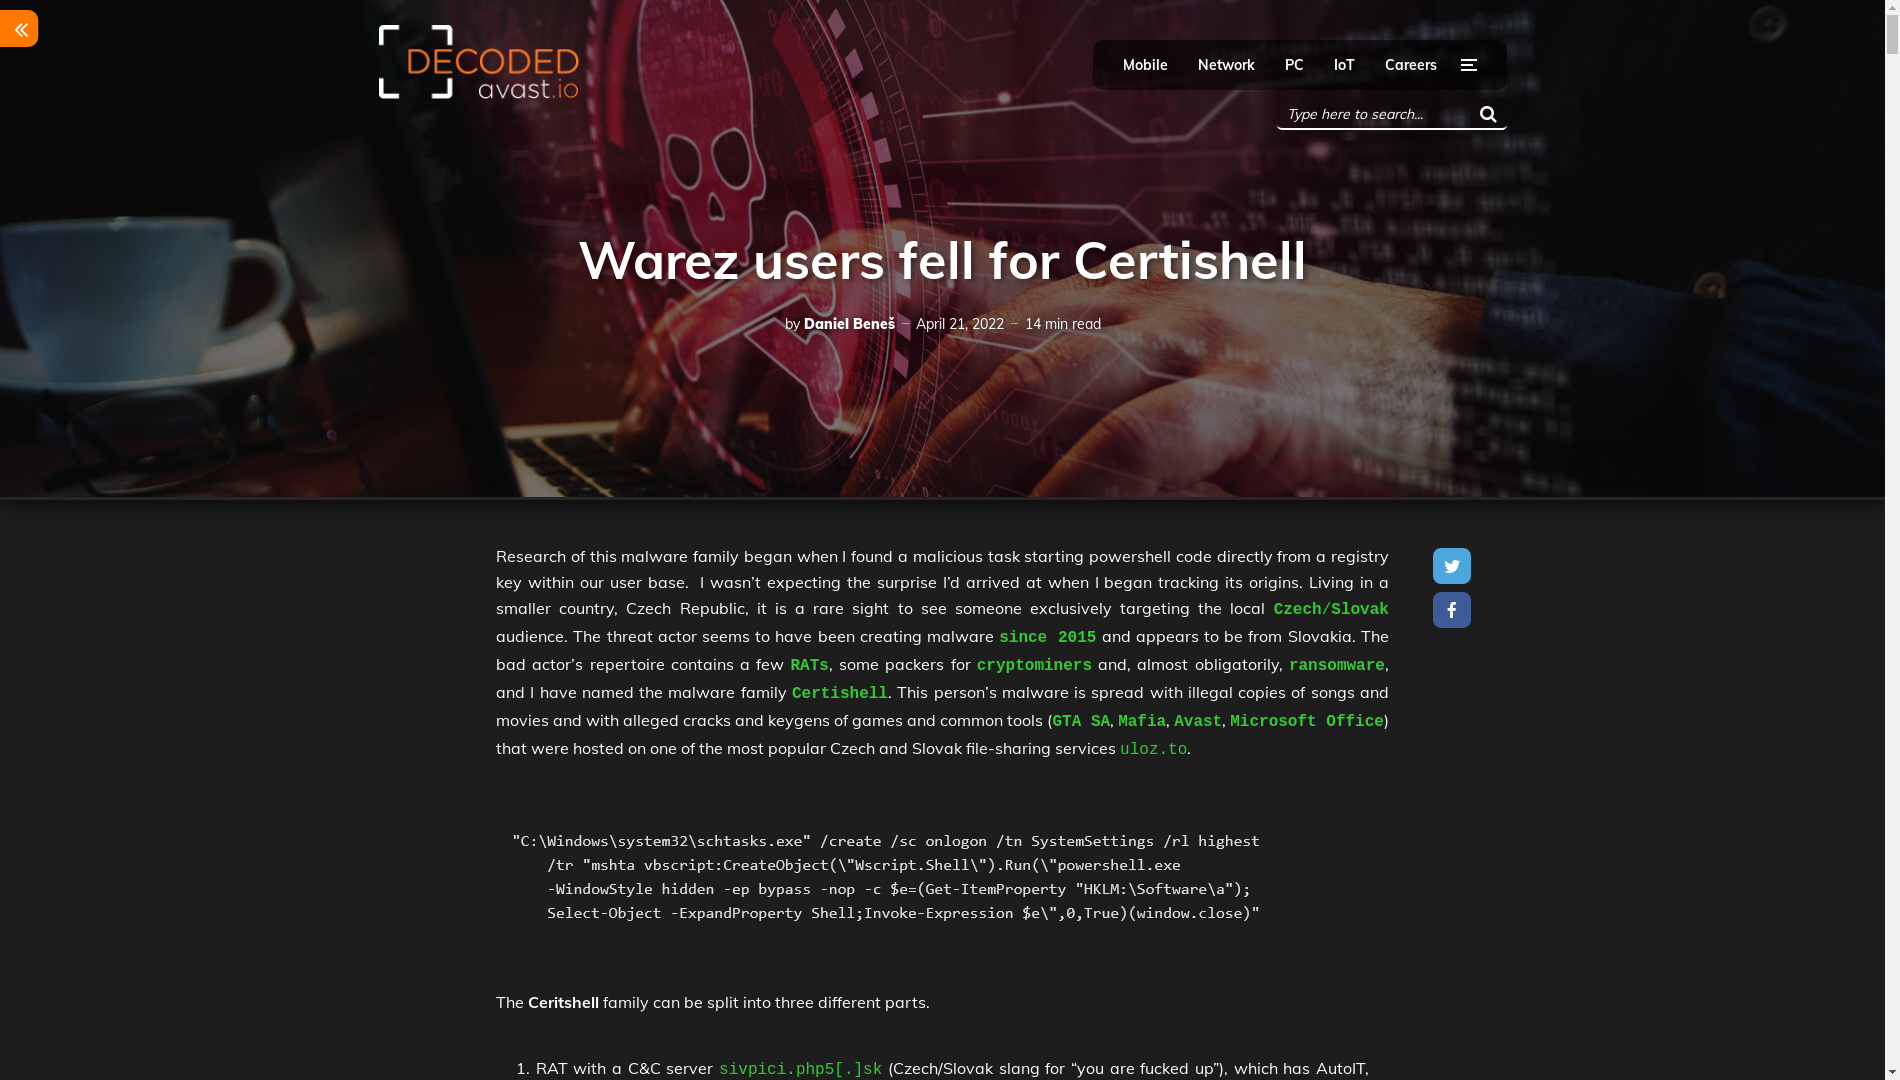 DECODED
avast.io
Mobile Network PC IoT Careers
Type here to search...
Warez users fell for Certishell
by Daniel Beneš – April 21, 2022 – 14 min read
Research of this malware family began when I found a malicious task starting powershell code directly from a registry
key within our user base.  I wasn’t expecting the surprise I’d arrived at when I began tracking its origins. Living in a
smaller country, Czech Republic, it is a rare sight to see someone exclusively targeting the local Czech/Slovak
audience. The threat actor seems to have been creating malware since 2015 and appears to be from Slovakia. The
bad actor’s repertoire contains a few RATs, some packers for cryptominers and, almost obligatorily, ransomware,
and I have named the malware family Certishell. This person’s malware is spread with illegal copies of songs and
movies and with alleged cracks and keygens of games and common tools (GTA SA, Mafia, Avast, Microsoft Office)
that were hosted on one of the most popular Czech and Slovak file-sharing services uloz.to.
"C:\Windows\system32\schtasks.exe" /create /sc onlogon /tn SystemSettings /rl highest
/tr "mshta vbscript:CreateObject(\"Wscript.Shell\").Run(\"powershell.exe
-WindowStyle hidden -ep bypass -nop -c $e=(Get-ItemProperty "HKLM:\Software\a");
Select-Object -ExpandProperty Shell;Invoke-Expression $e\",0,True)(window.close)"
The Ceritshell family can be split into three different parts.
1. RAT with a C&C server sivpici.php5[.]sk (Czech/Slovak slang for “you are fucked up”), which has AutoIT,